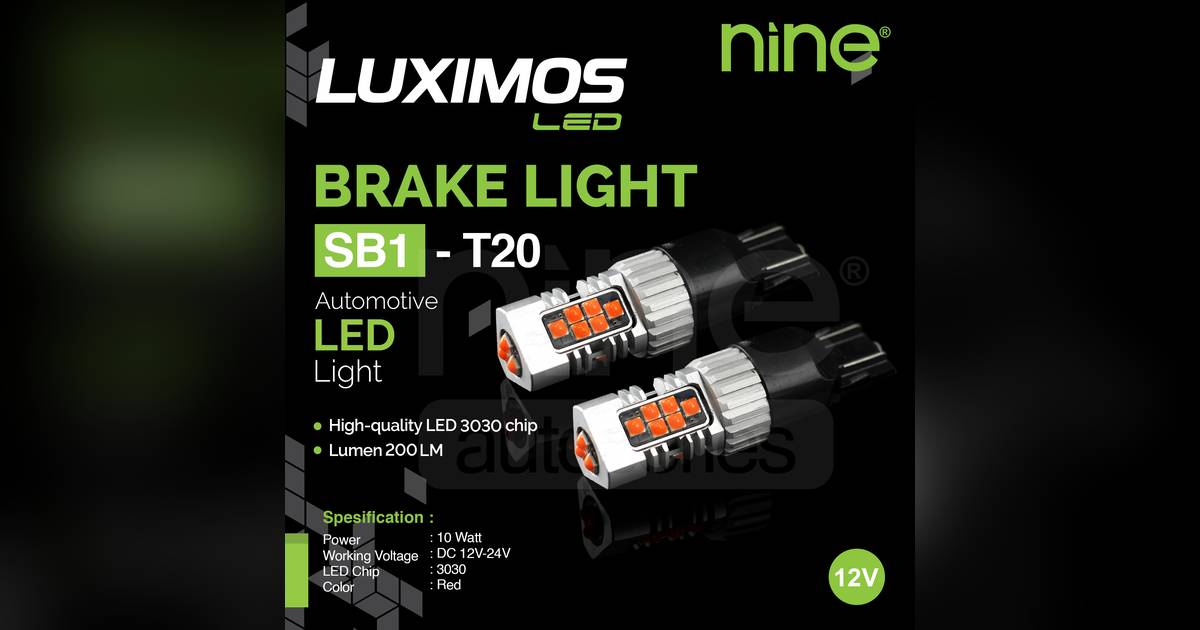 nine®
LUXIMOS
LED
BRAKE LIGHT
SB1 - T20
Automotive
LED
Light
• High-quality LED 3030 chip
• Lumen 200 LM
Spesification :
Power : 10 Watt
Working Voltage : DC 12V-24V
LED Chip : 3030
Color : Red
12V
nine®